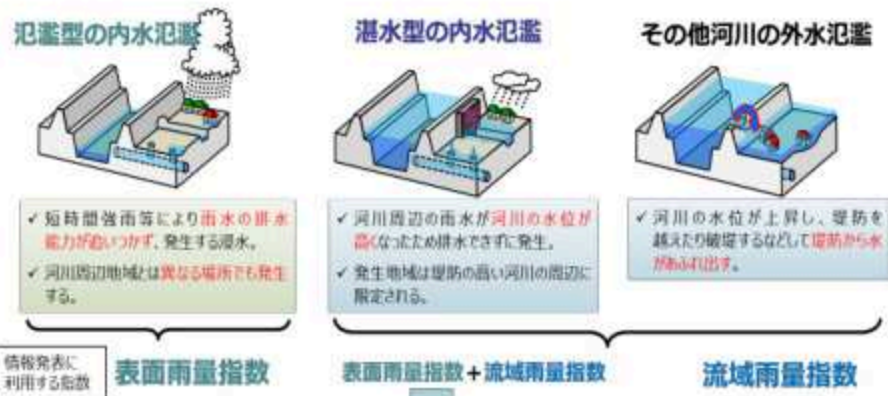 氾濫型の内水氾濫
湛水型の内水氾濫
その他河川の外水氾濫
✓ 短時間強雨等により雨水の排水
能力が追いつかず、発生する浸水。
✓ 河川周辺地域とは異なる場所でも発生
する。
✓ 河川周辺の雨水が河川の水位が
高くなったため排水できずに発生。
✓ 発生地域は堤防の高い河川の周辺に
限定される。
✓ 河川の水位が上昇し、堤防を
越えたり破堤するなどして堤防から水
があふれ出す。
情報発表に
利用する指数
表面雨量指数
表面雨量指数+流域雨量指数
流域雨量指数